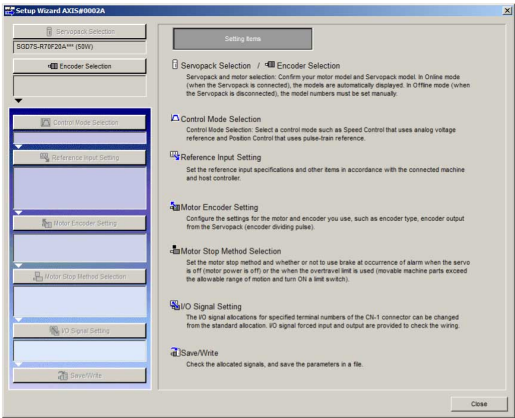 Setup Wizard AXIS#0002A
Servopack Selection
SGD7S-R70F20A*** (50W)
Encoder Selection
Control Mode Selection
Reference Input Setting
Motor Encoder Setting
Motor Stop Method Selection
I/O Signal Setting
Save/Write
Setting Items
Servopack Selection / Encoder Selection
Servopack and motor selection: Confirm your motor model and Servopack model. In Online mode
(when the Servopack is connected), the models are automatically displayed. In Offline mode (when
the Servopack is disconnected), the model numbers must be set manually.
Control Mode Selection
Control Mode Selection: Select a control mode such as Speed Control that uses analog voltage
reference and Position Control that uses pulse-train reference.
Reference Input Setting
Set the reference input specifications and other items in accordance with the connected machine
and host controller.
Motor Encoder Setting
Configure the settings for the motor and encoder you use, such as encoder type, encoder output
from the Servopack (encoder dividing pulse).
Motor Stop Method Selection
Set the motor stop method and whether or not to use brake at occurrence of alarm when the servo
is off (motor power is off) or the when the overtravel limit is used (movable machine parts exceed
the allowable range of motion and turn ON a limit switch).
I/O Signal Setting
The I/O signal allocations for specified terminal numbers of the CN-1 connector can be changed
from the standard allocation. I/O signal forced input and output are provided to check the wiring.
Save/Write
Check the allocated signals, and save the parameters in a file.
Close